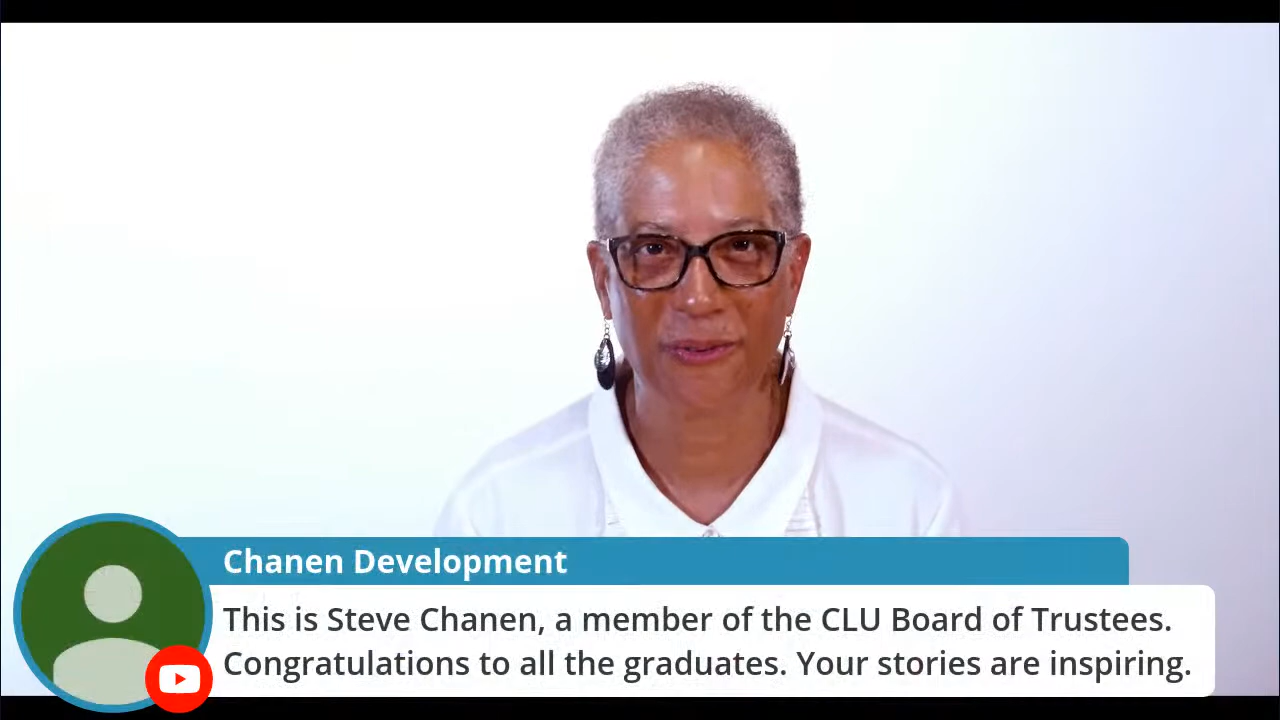 Chanen Development
This is Steve Chanen, a member of the CLU Board of Trustees.
Congratulations to all the graduates. Your stories are inspiring.